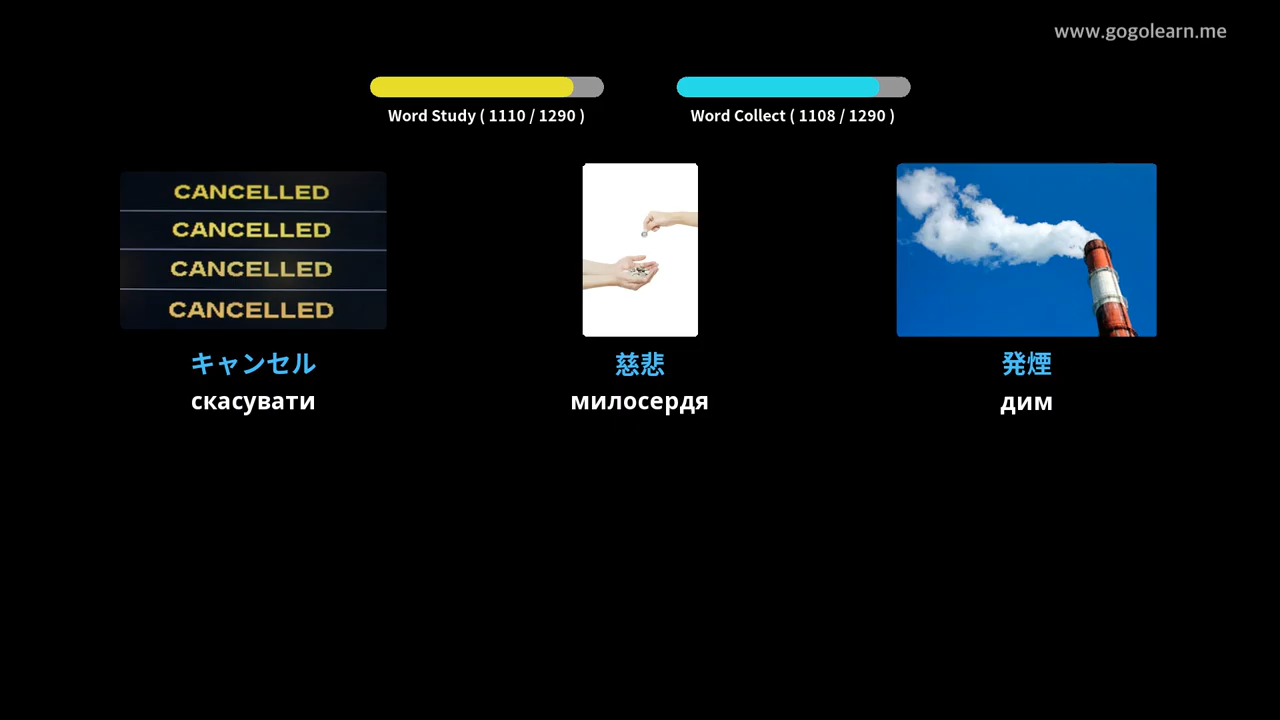 www.gogolearn.me
Word Study ( 1110 / 1290 )
Word Collect ( 1108 / 1290 )
CANCELLED
CANCELLED
CANCELLED
CANCELLED
キャンセル
慈悲
発煙
скасувати
милосердя
дим